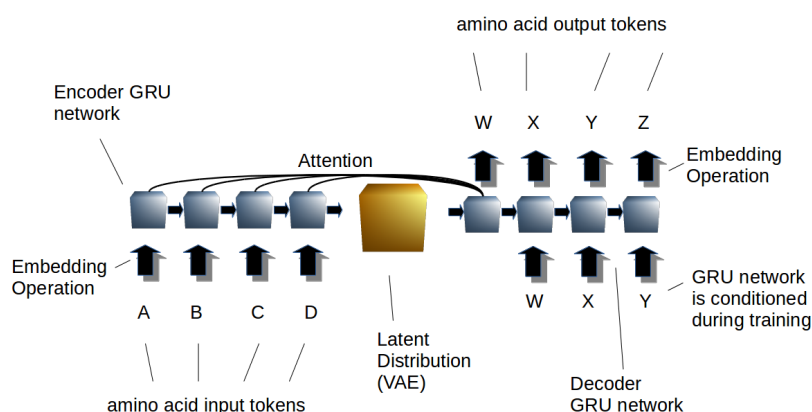 amino acid output tokens
Encoder GRU
network
W X Y Z
Attention
Embedding
Operation
Embedding
Operation
A B C D
W X Y
GRU network
is conditioned
during training
Latent
Distribution
(VAE)
Decoder
GRU network
amino acid input tokens